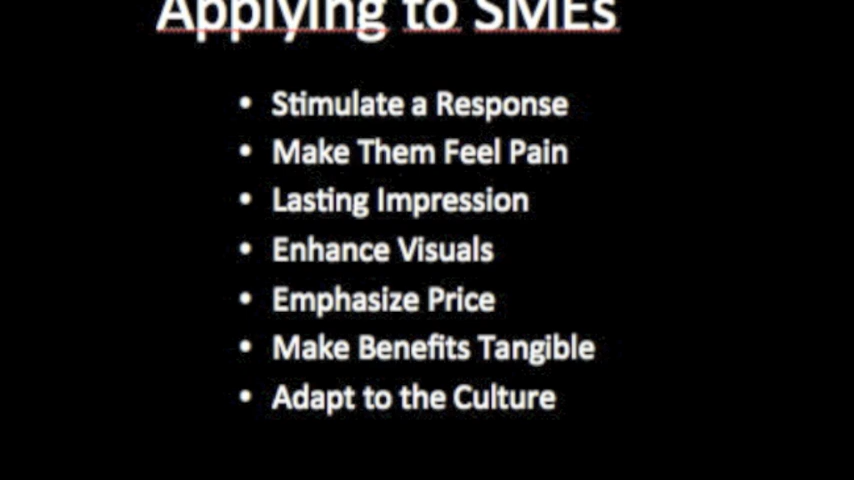 Applying to SMEs
• Stimulate a Response
• Make Them Feel Pain
• Lasting Impression
• Enhance Visuals
• Emphasize Price
• Make Benefits Tangible
• Adapt to the Culture